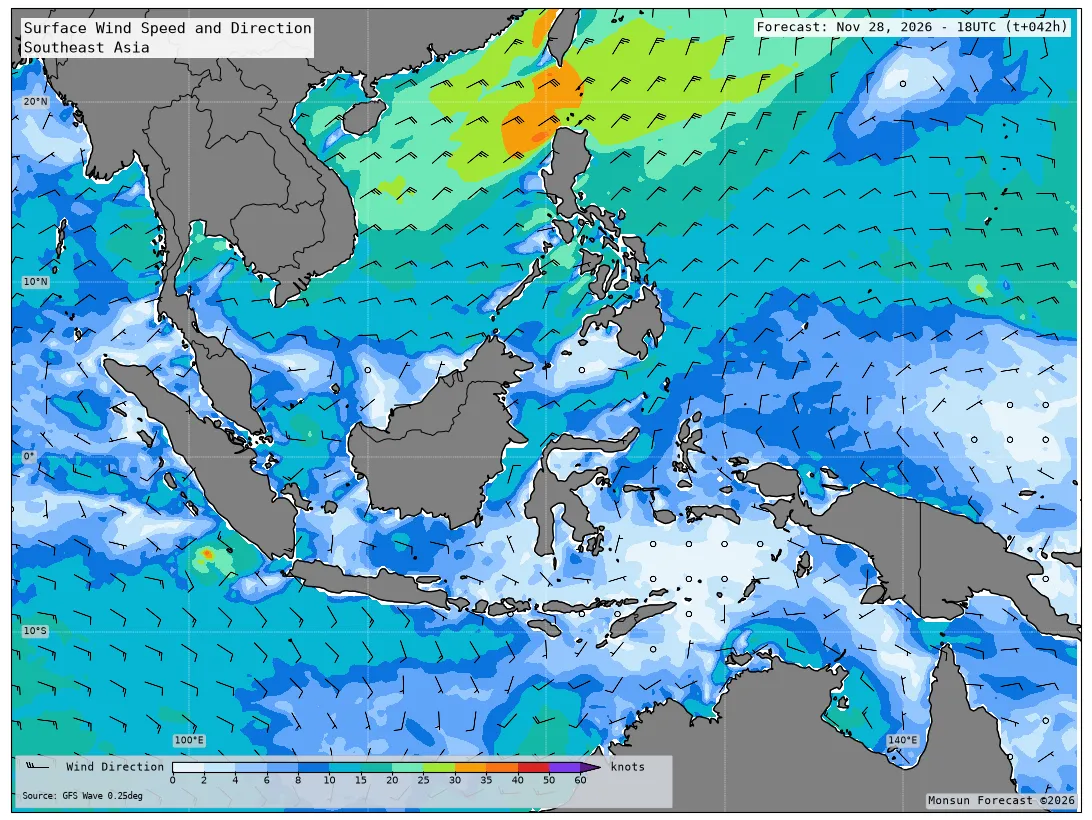 Surface Wind Speed and Direction
Southeast Asia
Forecast: Nov 28, 2026 - 18UTC (t+042h)
20°N
10°N
0°
10°S
100°E
140°E
Wind Direction
knots
0 2 4 6 8 10 15 20 25 30 35 40 50 60
Source: GFS Wave 0.25deg
Monsun Forecast ©2026